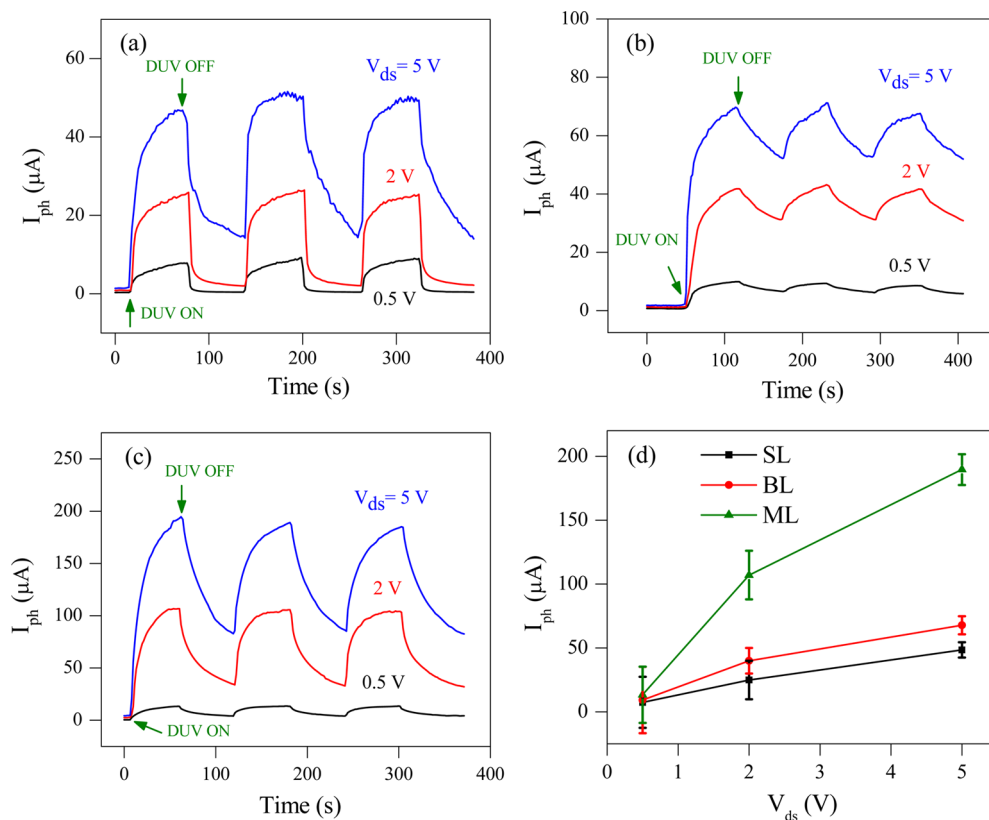 (a)
DUV OFF
V_ds= 5 V
2 V
0.5 V
DUV ON
60
40
20
0
I_ph (μA)
0 100 200 300 400
Time (s)
(b)
DUV OFF
V_ds= 5 V
2 V
DUV ON
0.5 V
100
80
60
40
20
0
I_ph (μA)
0 100 200 300 400
Time (s)
(c)
DUV OFF
V_ds= 5 V
2 V
0.5 V
DUV ON
250
200
150
100
50
0
I_ph (μA)
0 100 200 300 400
Time (s)
(d)
SL
BL
ML
200
150
100
50
0
I_ph (μA)
0 1 2 3 4 5
V_ds (V)